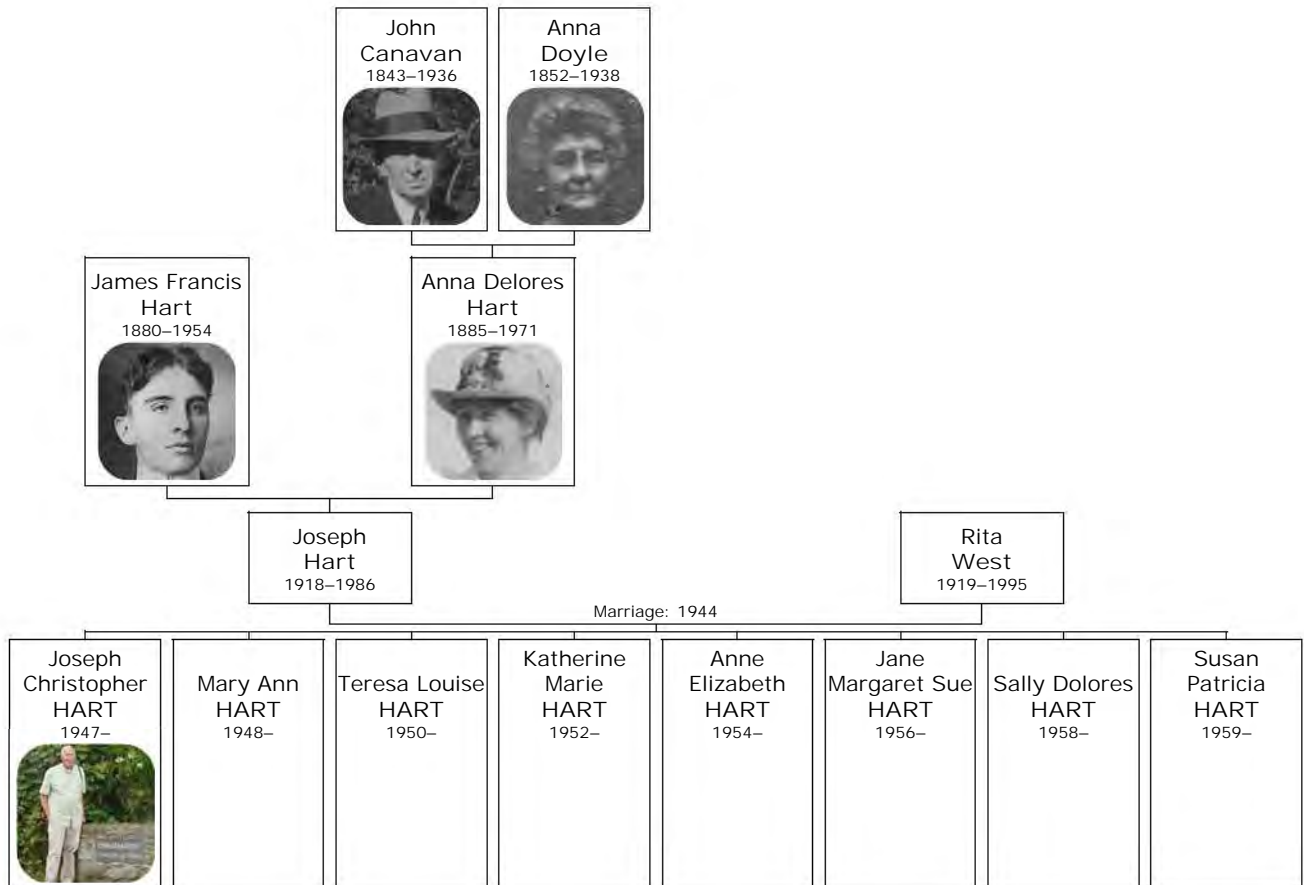 John
Canavan
1843–1936
Anna
Doyle
1852–1938
James Francis
Hart
1880–1954
Anna Delores
Hart
1885–1971
Joseph
Hart
1918–1986
Rita
West
1919–1995
Marriage: 1944
Joseph
Christopher
HART
1947–
Mary Ann
HART
1948–
Teresa Louise
HART
1950–
Katherine
Marie
HART
1952–
Anne
Elizabeth
HART
1954–
Jane
Margaret Sue
HART
1956–
Sally Dolores
HART
1958–
Susan
Patricia
HART
1959–